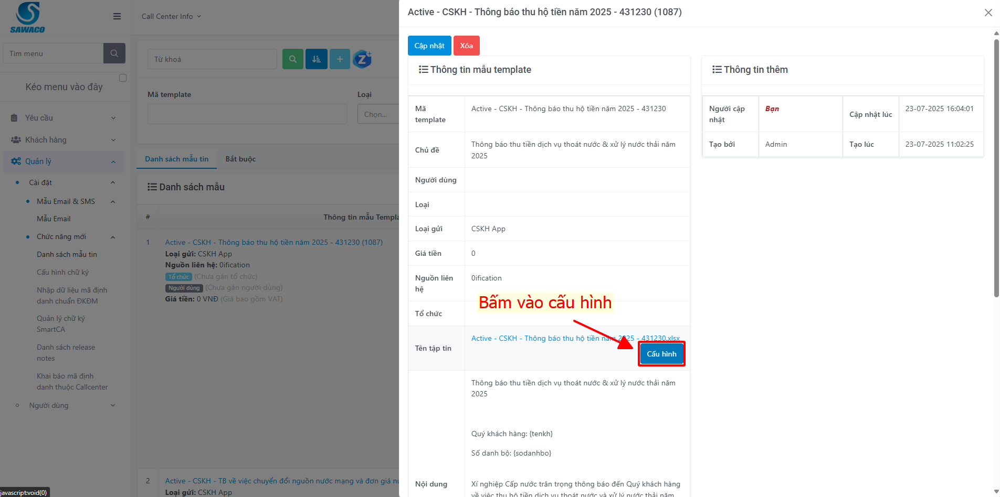 SAWACO
Call Center Info
Tìm menu
Kéo menu vào đây
Yêu cầu
Khách hàng
Quản lý
Cài đặt
Mẫu Email & SMS
Mẫu Email
Chức năng mới
Danh sách mẫu tin
Cấu hình chữ ký
Nhập dữ liệu mã định
danh chuẩn ĐKĐM
Quản lý chữ ký
SmartCA
Danh sách release
notes
Khai báo mã định
danh thuộc Callcenter
Người dùng
javascript:void(0)
Từ khoá
Z+
Mã template
Loại
Chọn...
Danh sách mẫu tin
Bắt buộc
Danh sách mẫu
#
Thông tin mẫu Templa
1
Active - CSKH - Thông báo thu hộ tiền năm 2025 - 431230 (1087)
Loại gửi: CSKH App
Nguồn liên hệ: 0ification
Tổ chức (Chưa gán tổ chức)
Người dùng (Chưa gán người dùng)
Giá tiền: 0 VNĐ (Giá bao gồm VAT)
2
Active - CSKH - TB về việc chuyển đổi nguồn nước mạng và đơn giá nư
Loại gửi: CSKH App
Active - CSKH - Thông báo thu hộ tiền năm 2025 - 431230 (1087)
Cập nhật
Xóa
Thông tin mẫu template
Mã
template
Active - CSKH - Thông báo thu hộ tiền năm 2025 - 431230
Chủ đề
Thông báo thu tiền dịch vụ thoát nước & xử lý nước thải năm
2025
Người dùng
Loại
Loại gửi
CSKH App
Giá tiền
0
Nguồn liên
hệ
0ification
Bấm vào cấu hình
Tổ chức
Tên tập tin
Active - CSKH - Thông báo thu hộ tiền năm 2025 - 431230.xlsx
Cấu hình
Nội dung
Thông báo thu tiền dịch vụ thoát nước & xử lý nước thải năm
2025
Quý khách hàng: {tenkh}
Số danh bộ: {sodanhbo}
Xí nghiệp Cấp nước trân trọng thông báo đến Quý khách hàng
về việc thu hộ tiền dịch vụ thoát nước và xử lý nước thải năm
Thông tin thêm
Người cập
nhật
Bạn
Cập nhật lúc
23-07-2025 16:04:01
Tạo bởi
Admin
Tạo lúc
23-07-2025 11:02:25